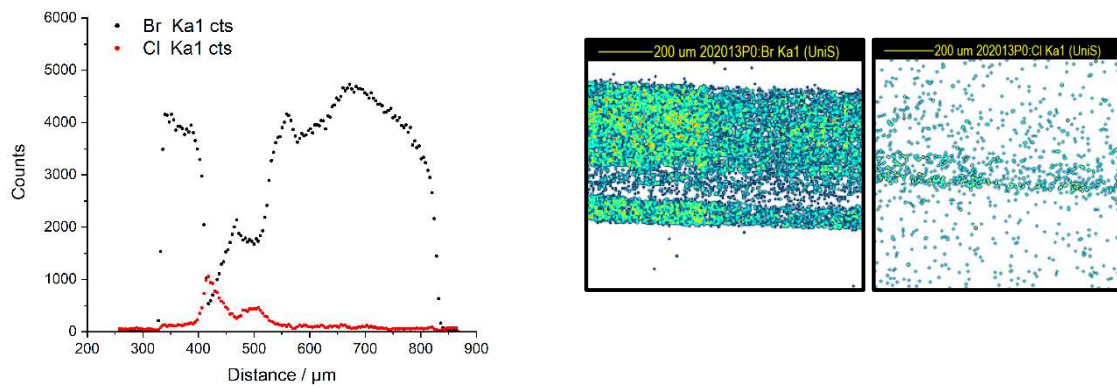 6000
5000
4000
3000
2000
1000
0
Counts
Br Ka1 cts
Cl Ka1 cts
200 300 400 500 600 700 800 900
Distance / µm
200 um 202013P0:Br Ka1 (UniS)
200 um 202013P0:Cl Ka1 (UniS)